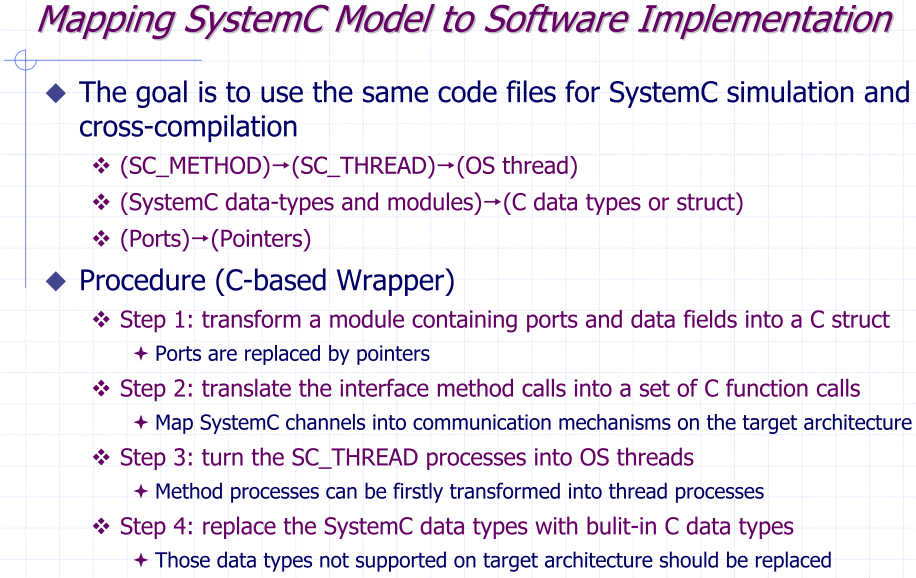 Mapping SystemC Model to Software Implementation
The goal is to use the same code files for SystemC simulation and
cross-compilation
(SC_METHOD)→(SC_THREAD)→(OS thread)
(SystemC data-types and modules)→(C data types or struct)
(Ports)→(Pointers)
Procedure (C-based Wrapper)
Step 1: transform a module containing ports and data fields into a C struct
Ports are replaced by pointers
Step 2: translate the interface method calls into a set of C function calls
Map SystemC channels into communication mechanisms on the target architecture
Step 3: turn the SC_THREAD processes into OS threads
Method processes can be firstly transformed into thread processes
Step 4: replace the SystemC data types with bulit-in C data types
Those data types not supported on target architecture should be replaced